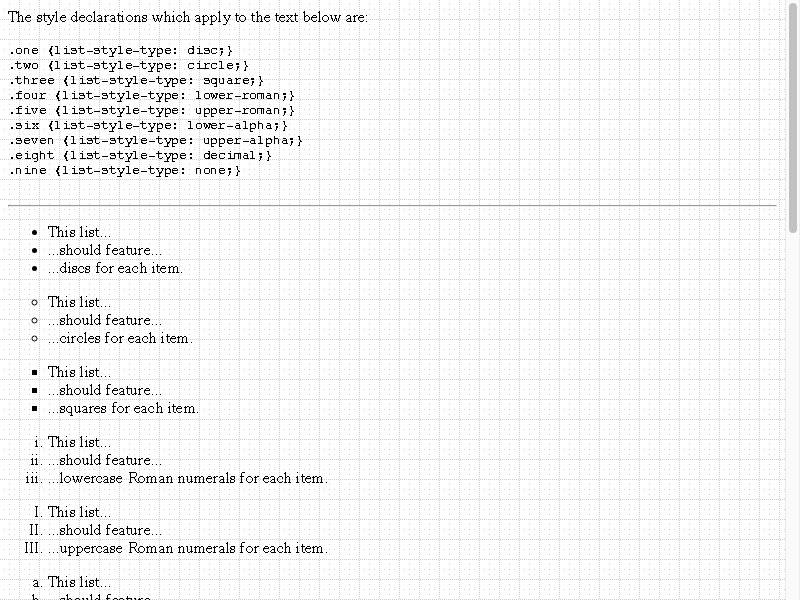 The style declarations which apply to the text below are:
.one {list-style-type: disc;}
.two {list-style-type: circle;}
.three {list-style-type: square;}
.four {list-style-type: lower-roman;}
.five {list-style-type: upper-roman;}
.six {list-style-type: lower-alpha;}
.seven {list-style-type: upper-alpha;}
.eight {list-style-type: decimal;}
.nine {list-style-type: none;}
• This list...
• ...should feature...
• ...discs for each item.
◦ This list...
◦ ...should feature...
◦ ...circles for each item.
▪ This list...
▪ ...should feature...
▪ ...squares for each item.
i. This list...
ii. ...should feature...
iii. ...lowercase Roman numerals for each item.
I. This list...
II. ...should feature...
III. ...uppercase Roman numerals for each item.
a. This list...
b. ...should feature...